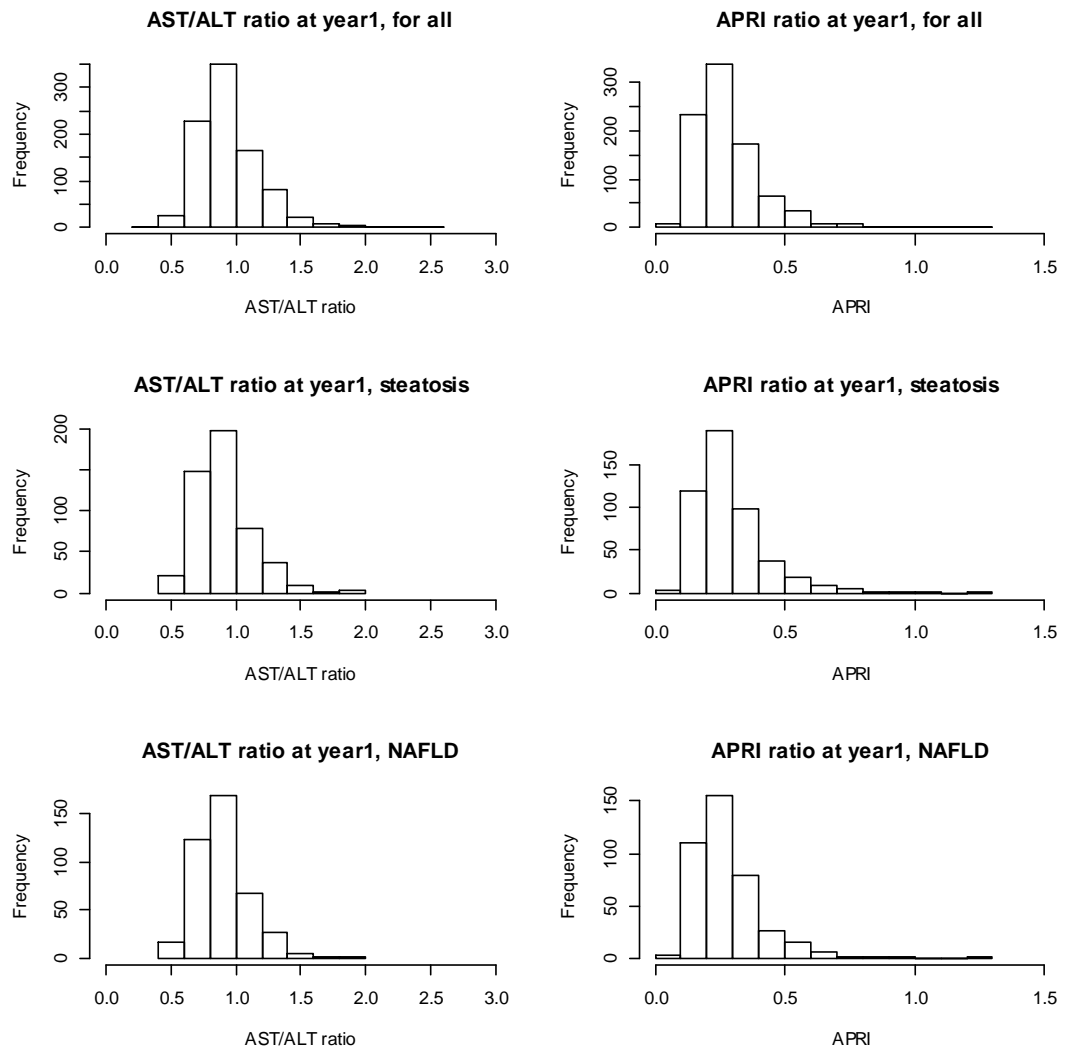 AST/ALT ratio at year1, for all
Frequency
0
100
200
300
0.0 0.5 1.0 1.5 2.0 2.5 3.0
AST/ALT ratio
APRI ratio at year1, for all
Frequency
0
100
200
300
0.0 0.5 1.0 1.5
APRI
AST/ALT ratio at year1, steatosis
Frequency
0
50
100
200
0.0 0.5 1.0 1.5 2.0 2.5 3.0
AST/ALT ratio
APRI ratio at year1, steatosis
Frequency
0
50
100
150
0.0 0.5 1.0 1.5
APRI
AST/ALT ratio at year1, NAFLD
Frequency
0
50
100
150
0.0 0.5 1.0 1.5 2.0 2.5 3.0
AST/ALT ratio
APRI ratio at year1, NAFLD
Frequency
0
50
100
150
0.0 0.5 1.0 1.5
APRI